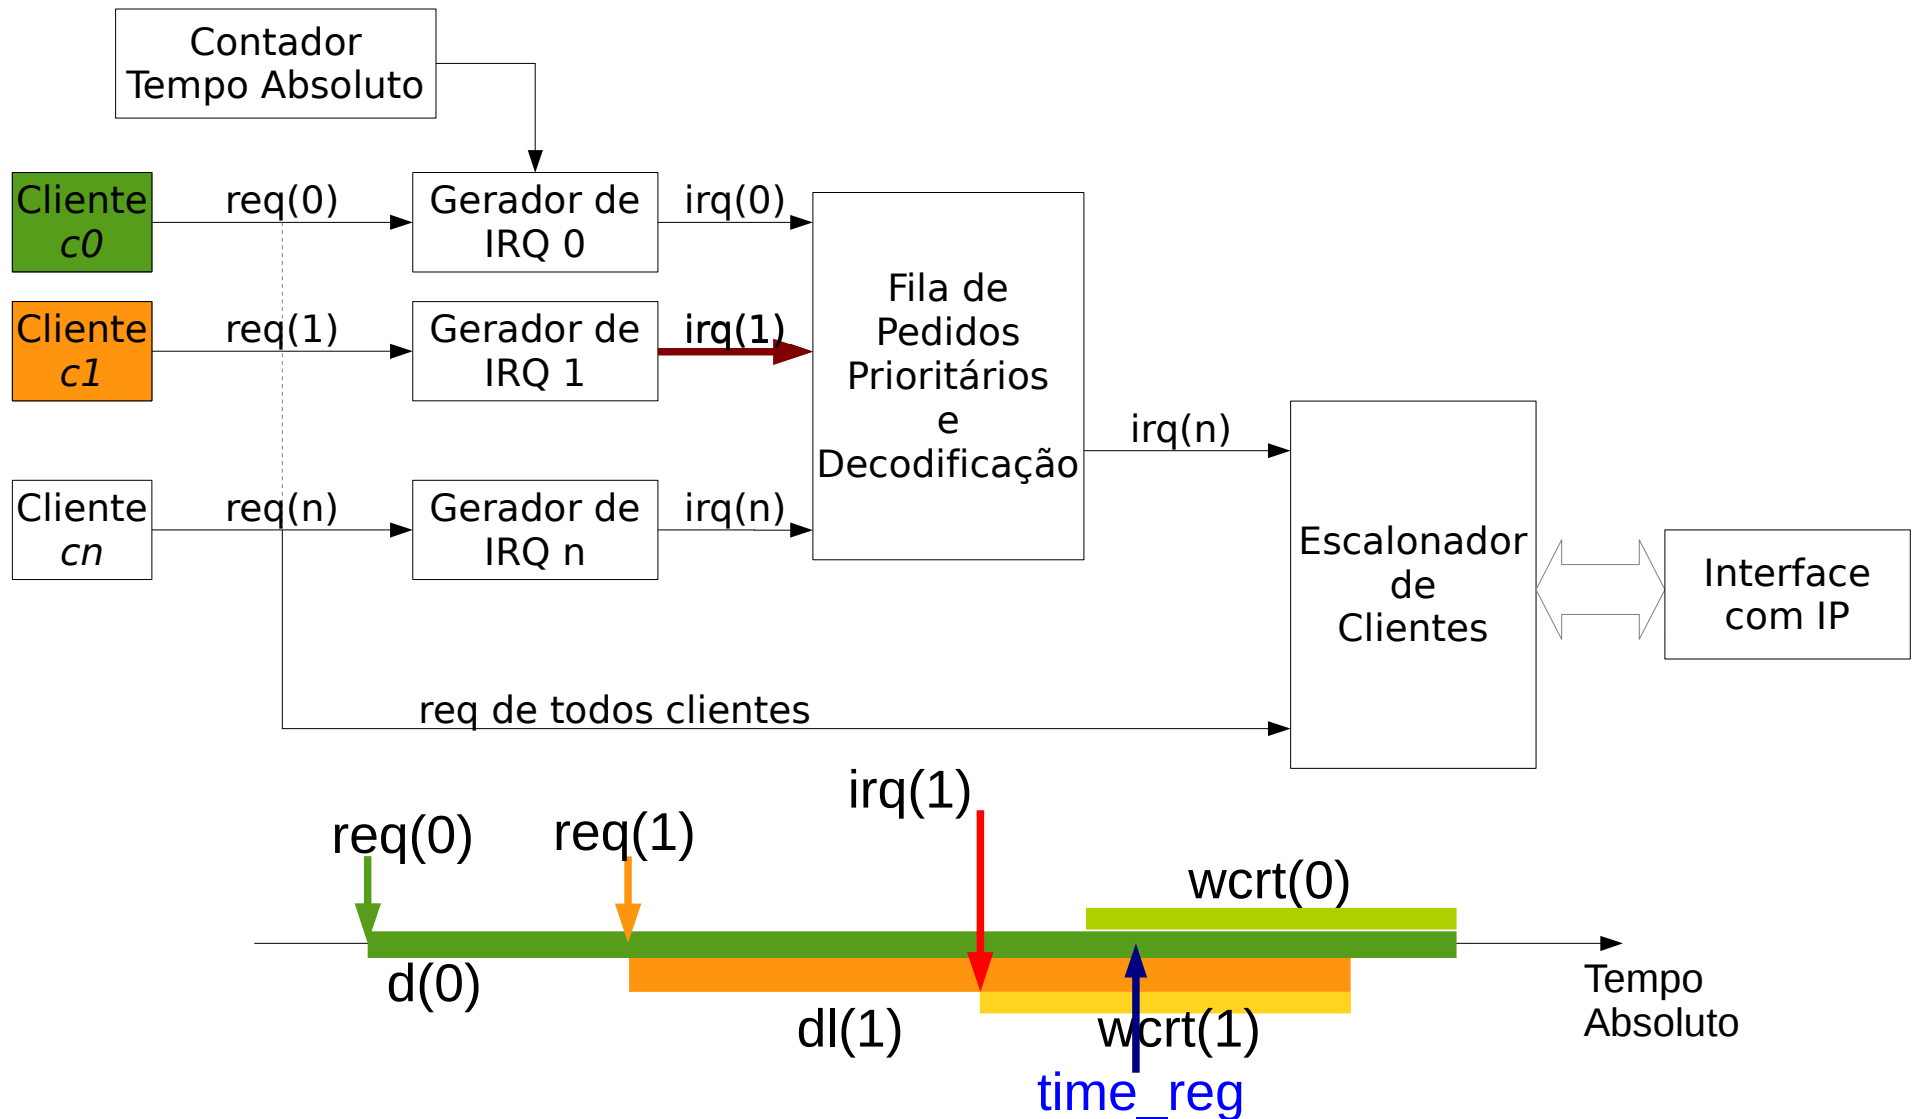 Contador
Tempo Absoluto
Cliente
c0
req(0)
Gerador de
IRQ 0
irq(0)
Cliente
c1
req(1)
Gerador de
IRQ 1
irq(1)
Cliente
cn
req(n)
Gerador de
IRQ n
irq(n)
Fila de
Pedidos
Prioritários
e
Decodificação
irq(n)
Escalonador
de
Clientes
Interface
com IP
req de todos clientes
irq(1)
req(0)
req(1)
wcrt(0)
d(0)
dl(1)
wcrt(1)
time_reg
Tempo
Absoluto